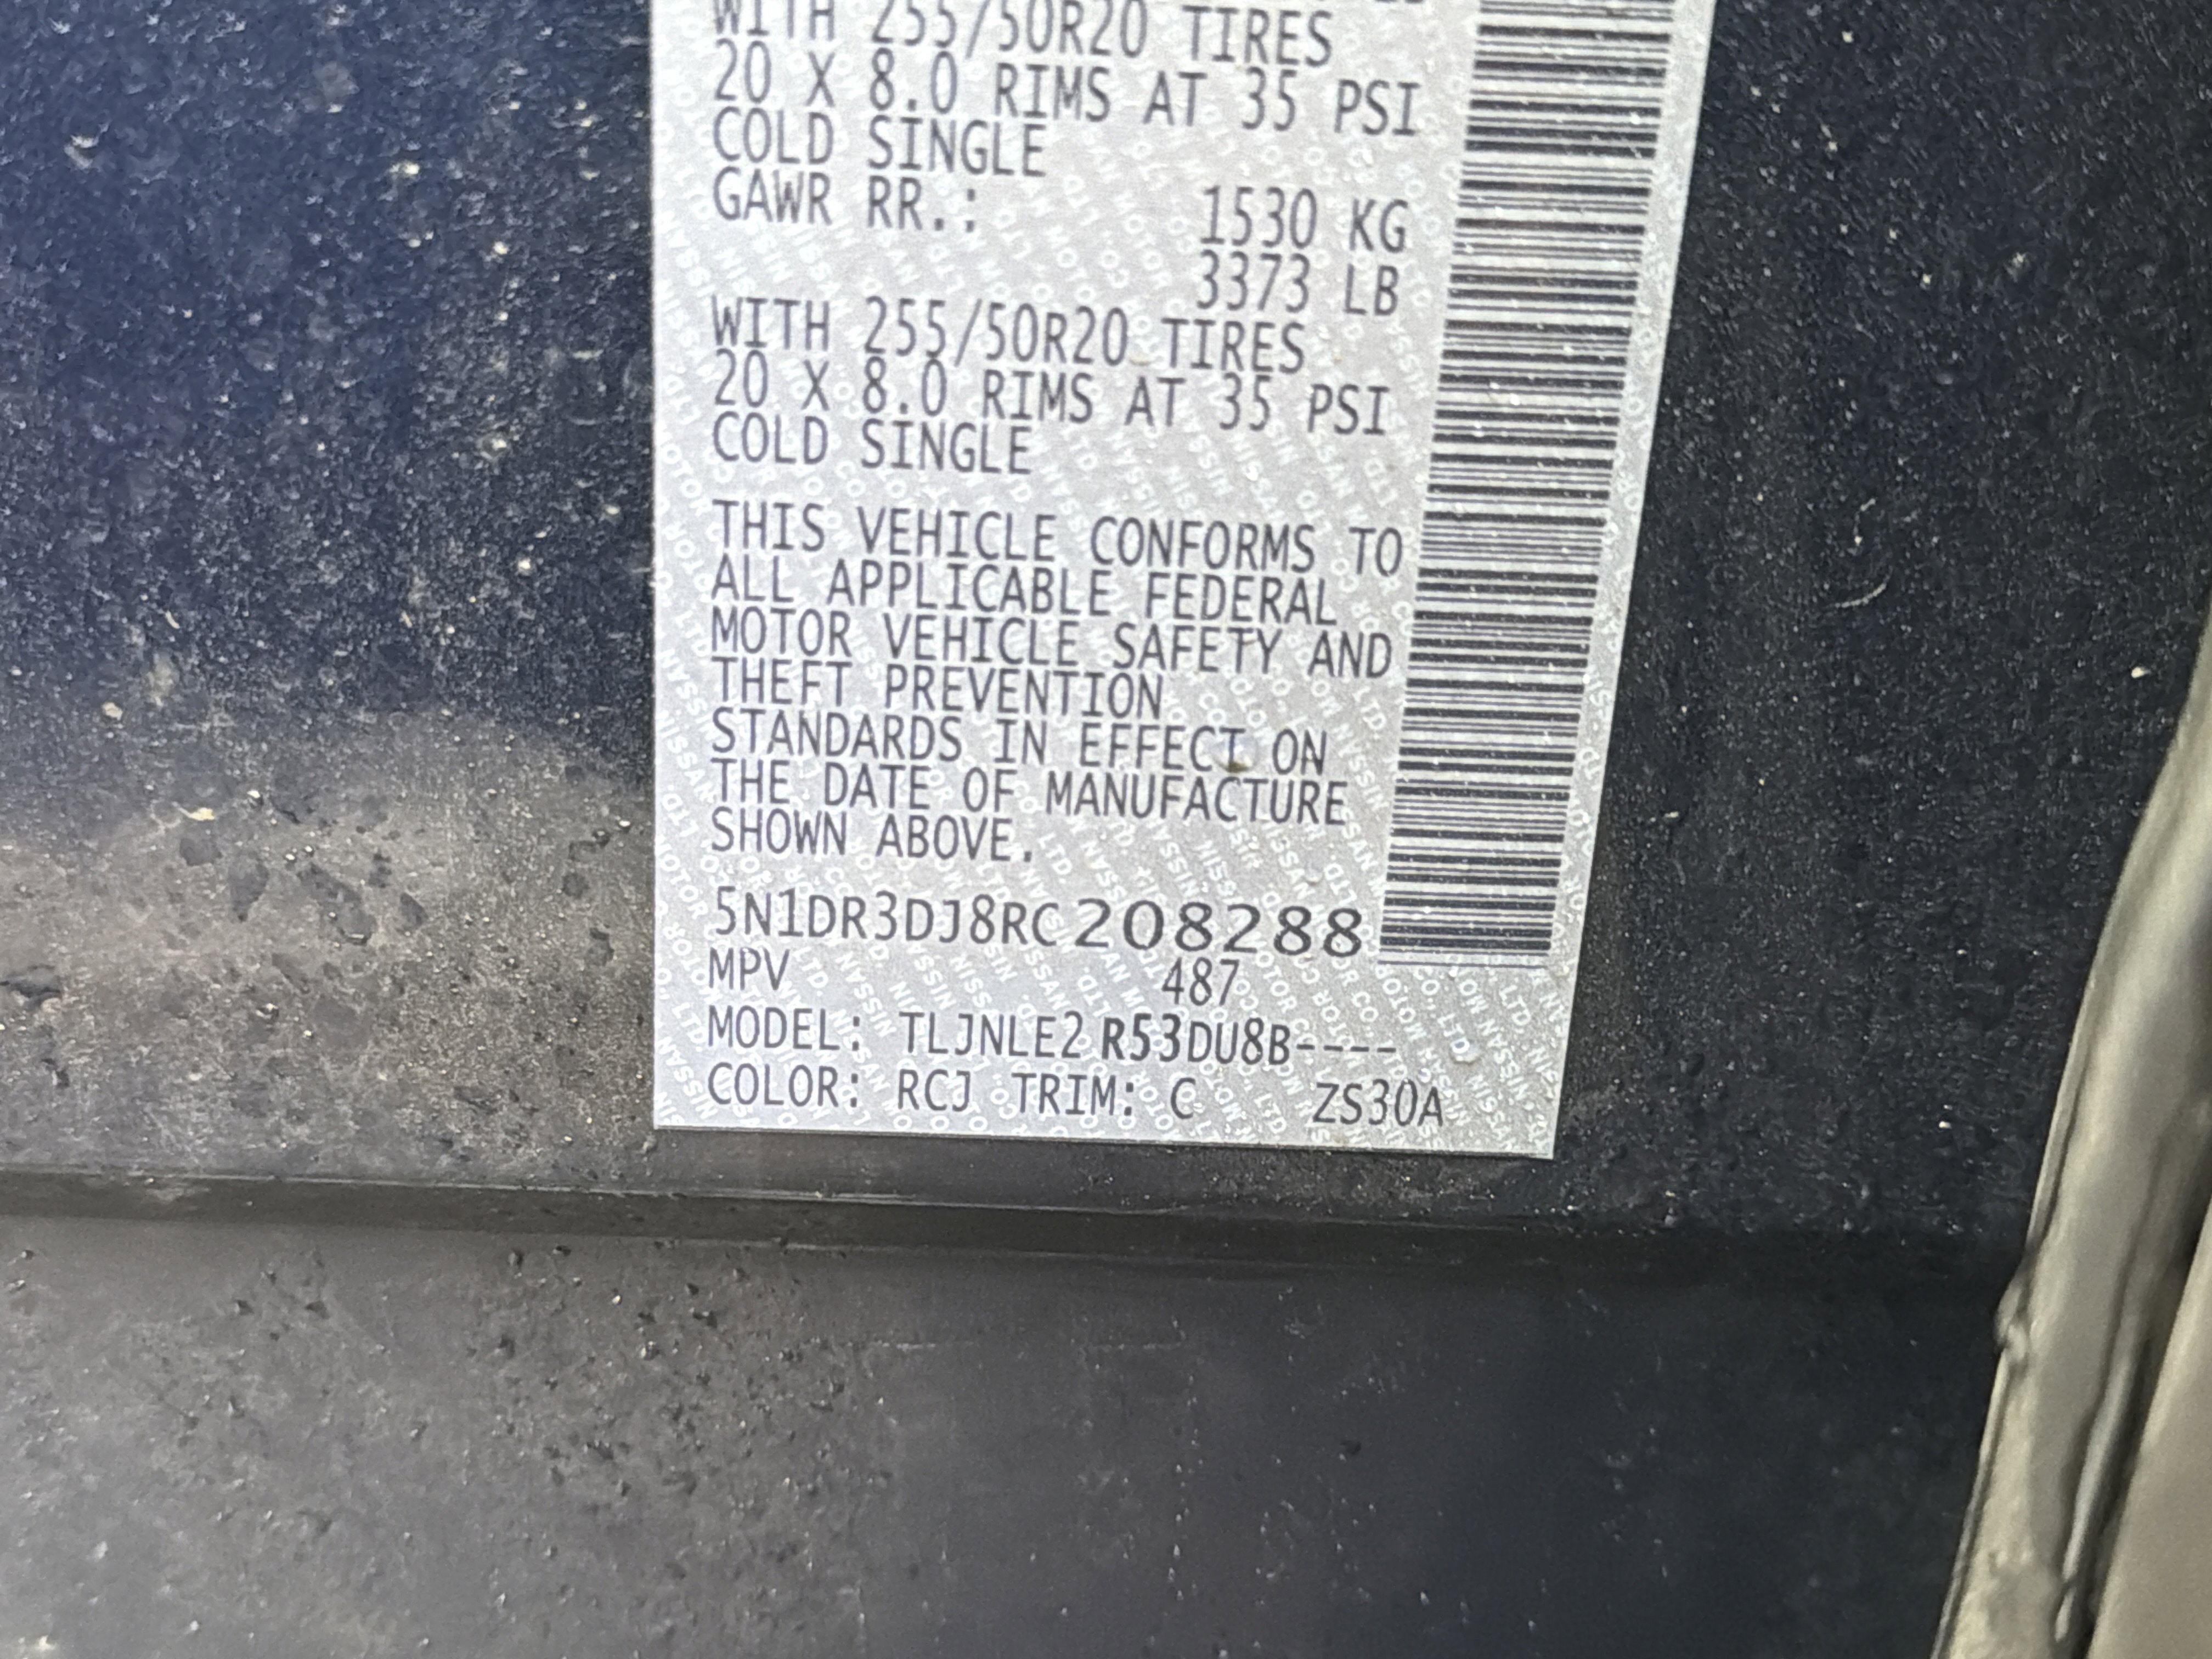 WITH 255/50R20 TIRES
20 X 8.0 RIMS AT 35 PSI
COLD SINGLE
GAWR RR.: 1530 KG
3373 LB
WITH 255/50R20 TIRES
20 X 8.0 RIMS AT 35 PSI
COLD SINGLE
THIS VEHICLE CONFORMS TO
ALL APPLICABLE FEDERAL
MOTOR VEHICLE SAFETY AND
THEFT PREVENTION
STANDARDS IN EFFECT ON
THE DATE OF MANUFACTURE
SHOWN ABOVE.
5N1DR3DJ8RC208288
MPV 487
MODEL: TLJNLE2 R53DU8B----
COLOR: RCJ TRIM: C ZS30A